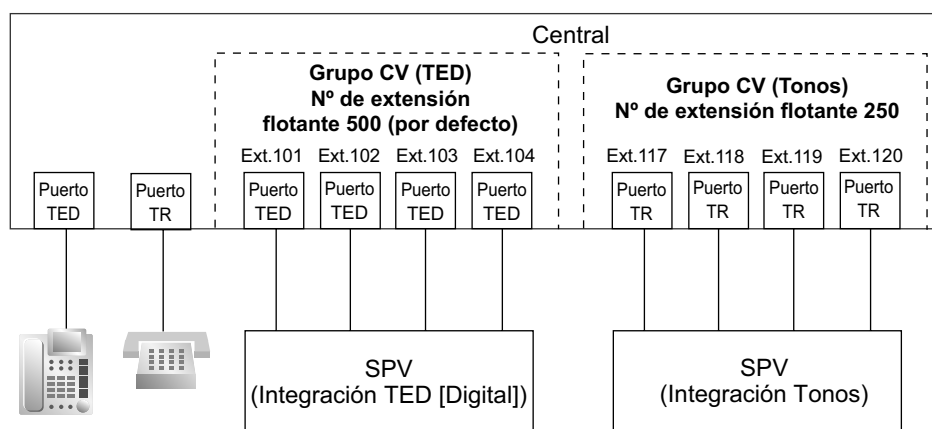 Central
Grupo CV (TED)
Nº de extensión
flotante 500 (por defecto)
Grupo CV (Tonos)
Nº de extensión flotante 250
Ext.101 Ext.102 Ext.103 Ext.104
Ext.117 Ext.118 Ext.119 Ext.120
Puerto TED
Puerto TR
Puerto TED
Puerto TED
Puerto TED
Puerto TED
Puerto TR
Puerto TR
Puerto TR
Puerto TR
SPV
(Integración TED [Digital])
SPV
(Integración Tonos)